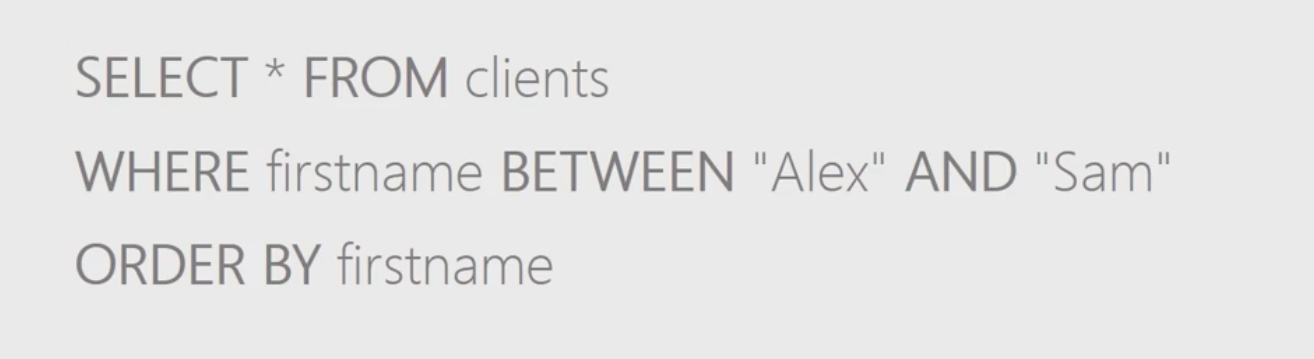 SELECT * FROM clients
WHERE firstname BETWEEN "Alex" AND "Sam"
ORDER BY firstname